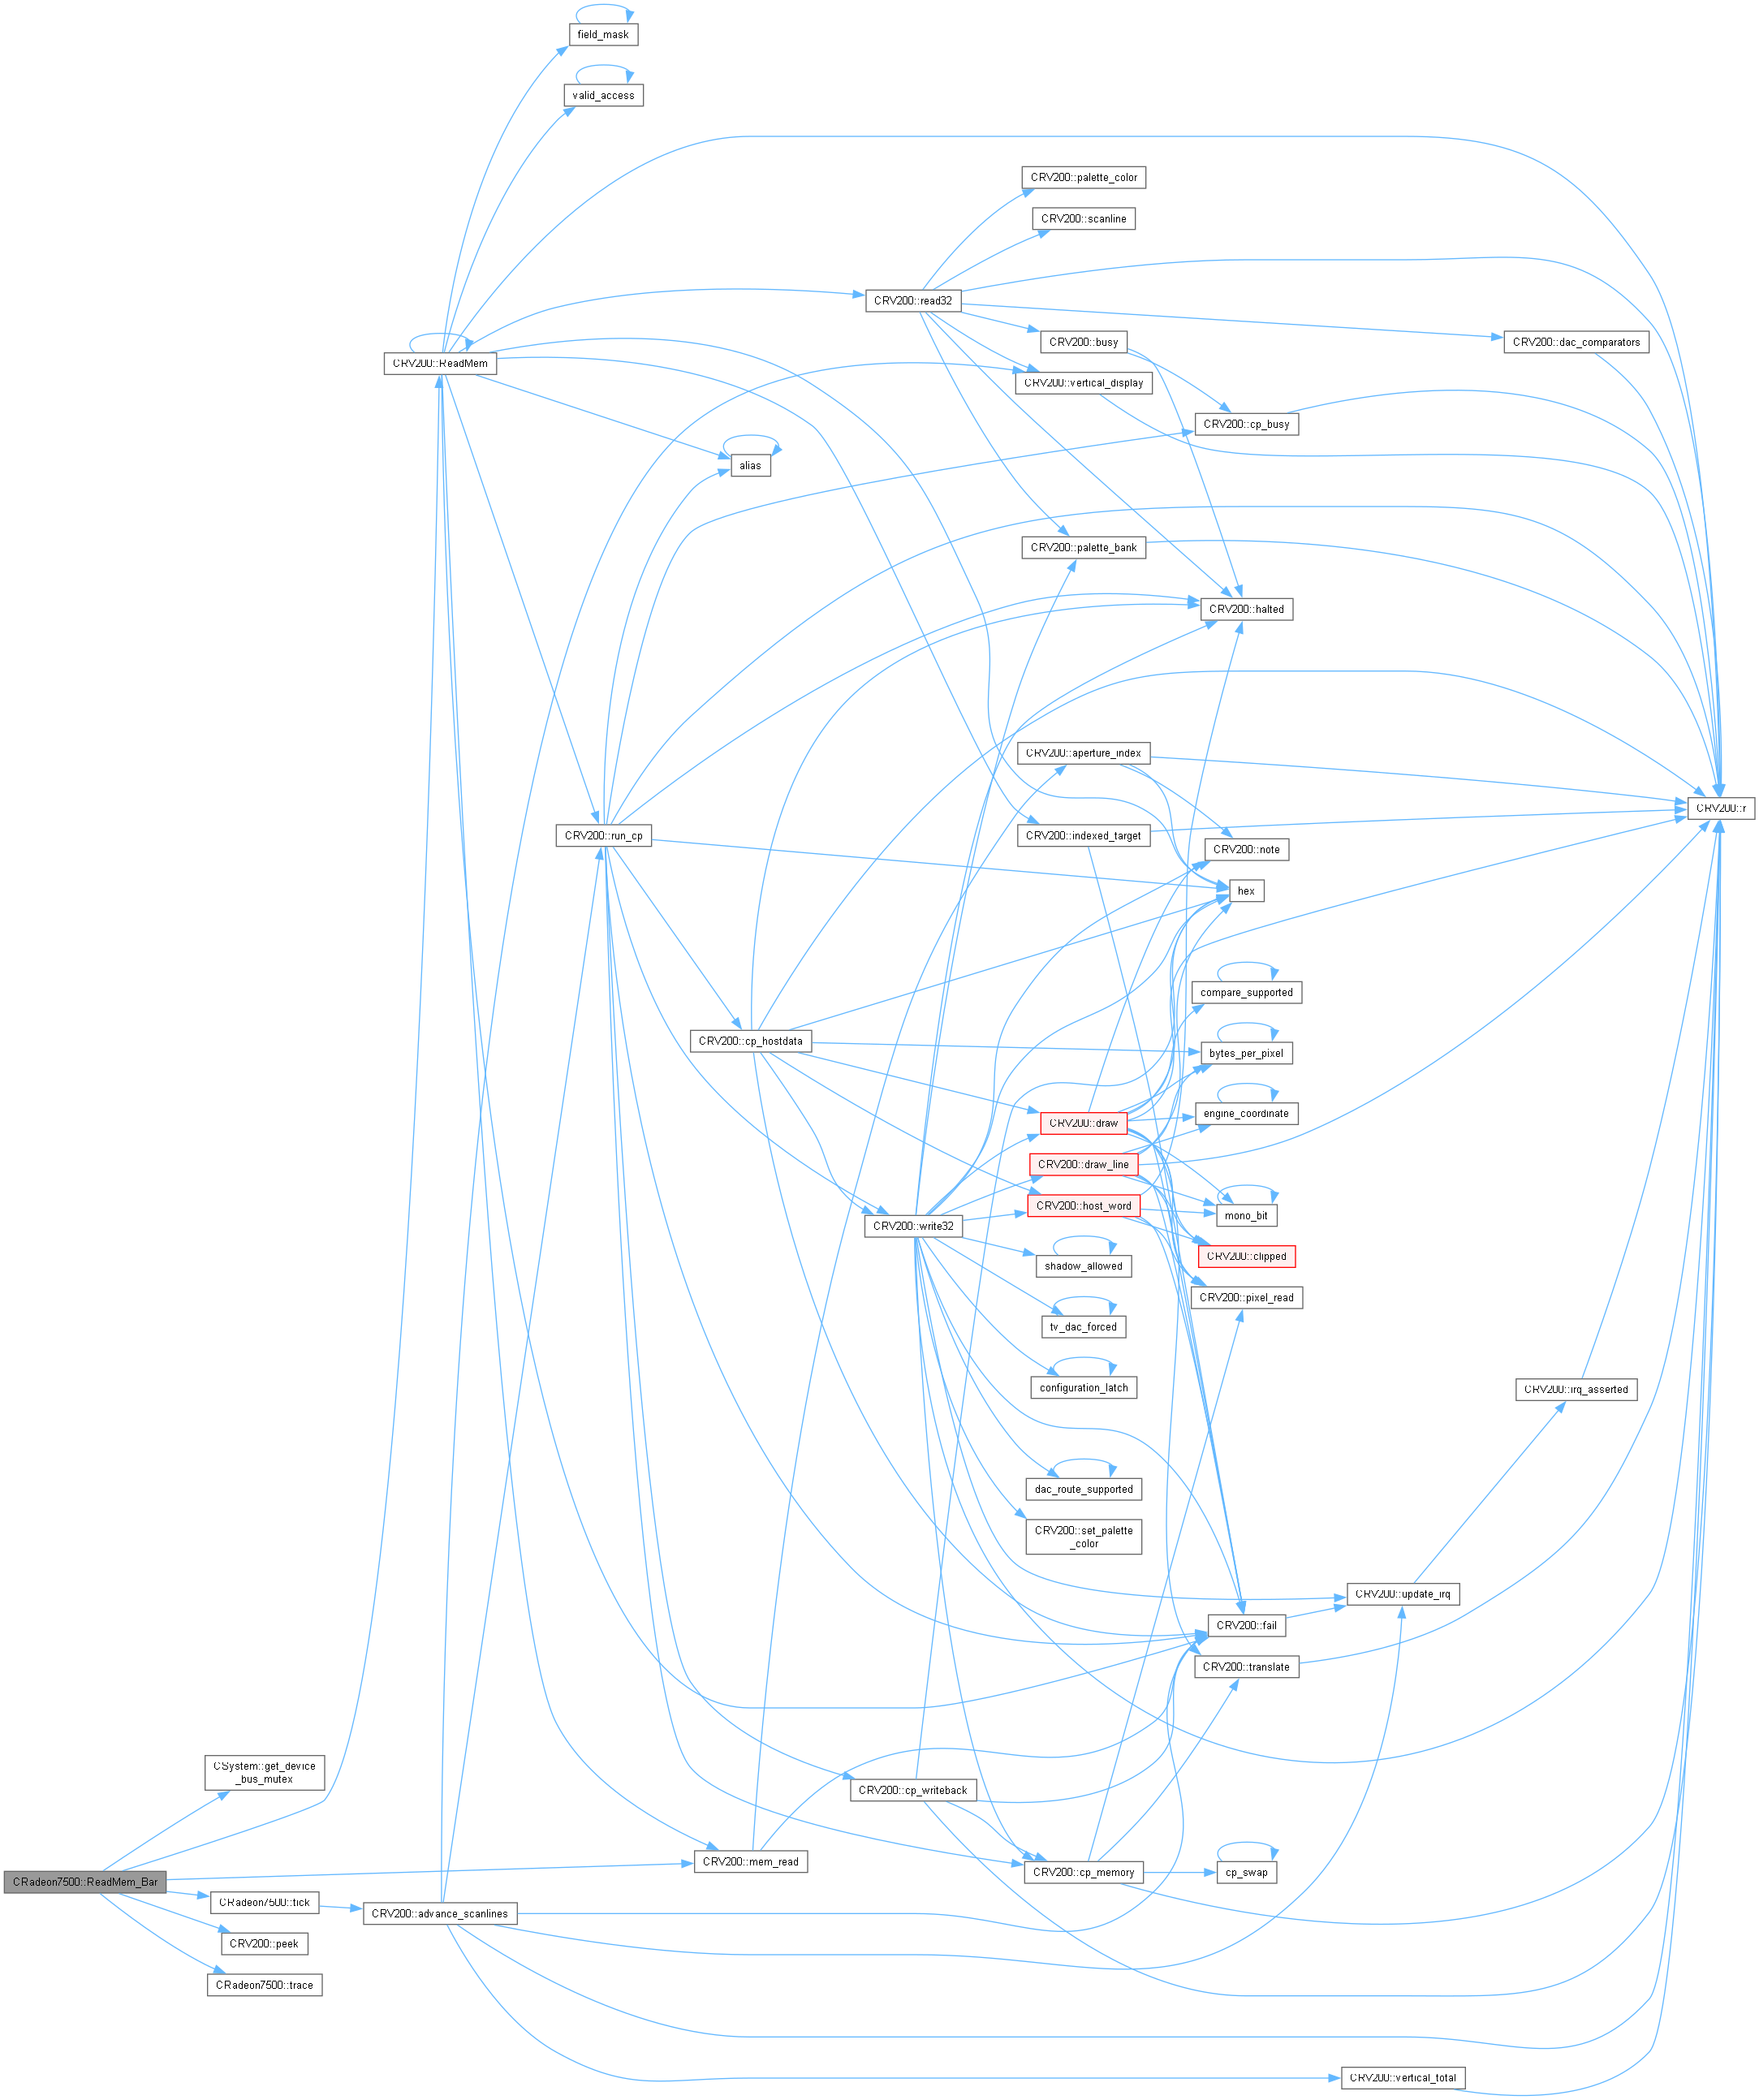 field_mask
valid_access
CRV200::palette_color
CRV200::scanline
CRV200::read32
CRV200::busy
CRV200::dac_comparators
CRV200::ReadMem
CRV200::vertical_display
CRV200::cp_busy
alias
CRV200::palette_bank
CRV200::halted
CRV200::aperture_index
CRV200::r
CRV200::run_cp
CRV200::indexed_target
CRV200::note
hex
compare_supported
CRV200::cp_hostdata
bytes_per_pixel
CRV200::draw
engine_coordinate
CRV200::draw_line
CRV200::host_word
mono_bit
CRV200::write32
CRV200::clipped
shadow_allowed
CRV200::pixel_read
tv_dac_forced
configuration_latch
CRV200::irq_asserted
dac_route_supported
CRV200::set_palette
_color
CRV200::update_irq
CRV200::fail
CRV200::translate
CSystem::get_device
_bus_mutex
CRV200::cp_writeback
CRV200::mem_read
CRV200::cp_memory
cp_swap
CRadeon7500::ReadMem_Bar
CRadeon7500::tick
CRV200::advance_scanlines
CRV200::peek
CRadeon7500::trace
CRV200::vertical_total